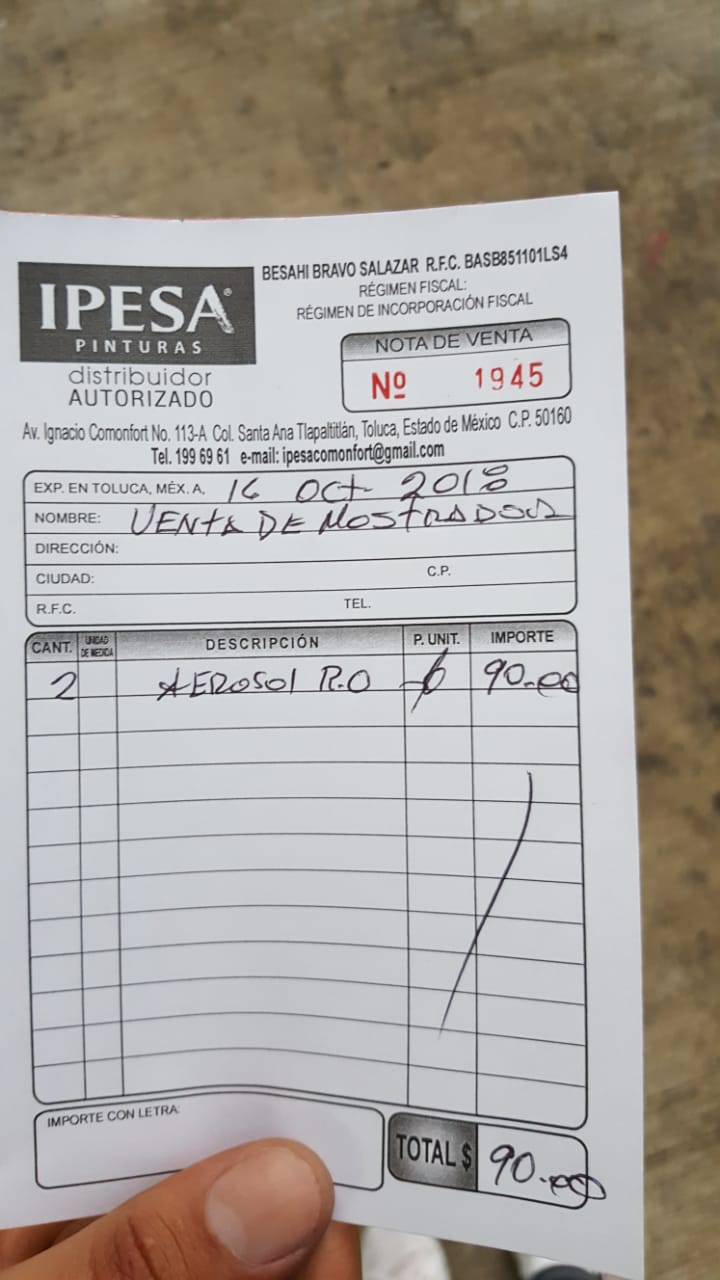 IPESA®
PINTURAS
distribuidor
AUTORIZADO
BESAHI BRAVO SALAZAR R.F.C. BASB851101LS4
RÉGIMEN FISCAL:
RÉGIMEN DE INCORPORACIÓN FISCAL
NOTA DE VENTA
Nº 1945
Av. Ignacio Comonfort No. 113-A Col. Santa Ana Tlapaltitlán, Toluca, Estado de México C.P. 50160
Tel. 199 69 61 e-mail: ipesacomonfort@gmail.com
EXP. EN TOLUCA, MÉX. A, 16 OCT 2018
NOMBRE: VENTA DE MOSTRADOR
DIRECCIÓN:
CIUDAD: C.P.
R.F.C. TEL.
CANT. UNIDAD DE MEDIDA DESCRIPCIÓN P. UNIT. IMPORTE
2 AEROSOL R.O 90.00
IMPORTE CON LETRA:
TOTAL $ 90.00